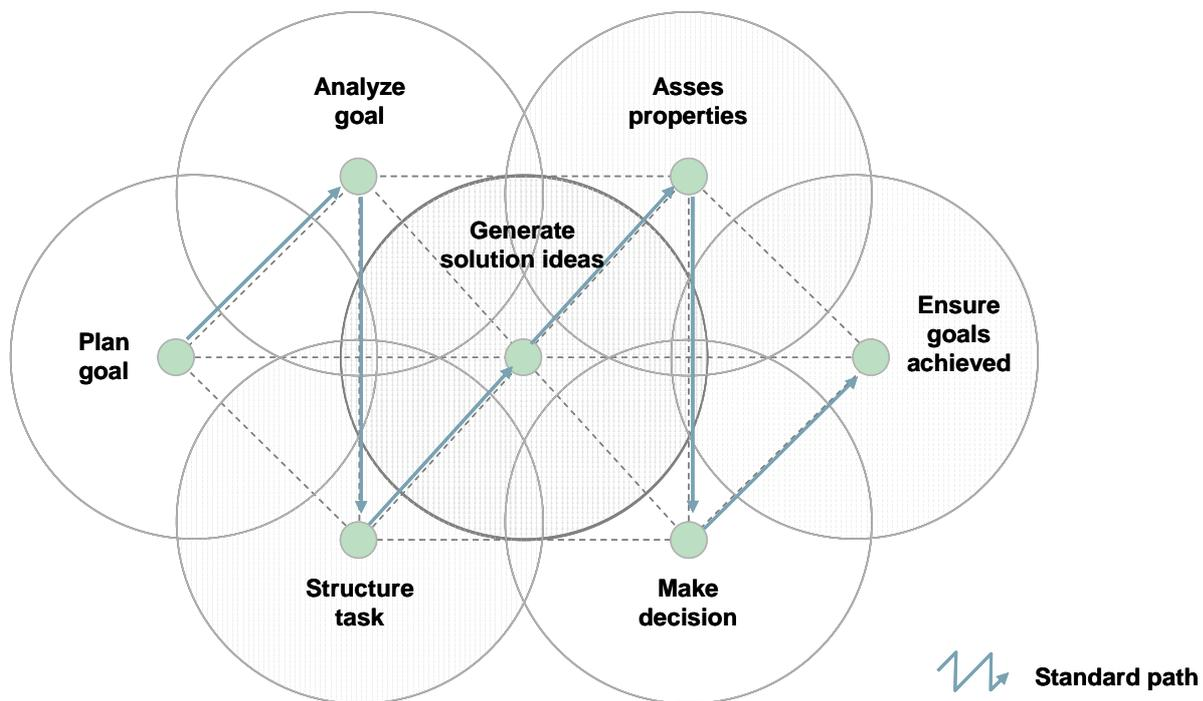 Analyze
goal
Asses
properties
Generate
solution ideas
Plan
goal
Ensure
goals
achieved
Structure
task
Make
decision
Standard path